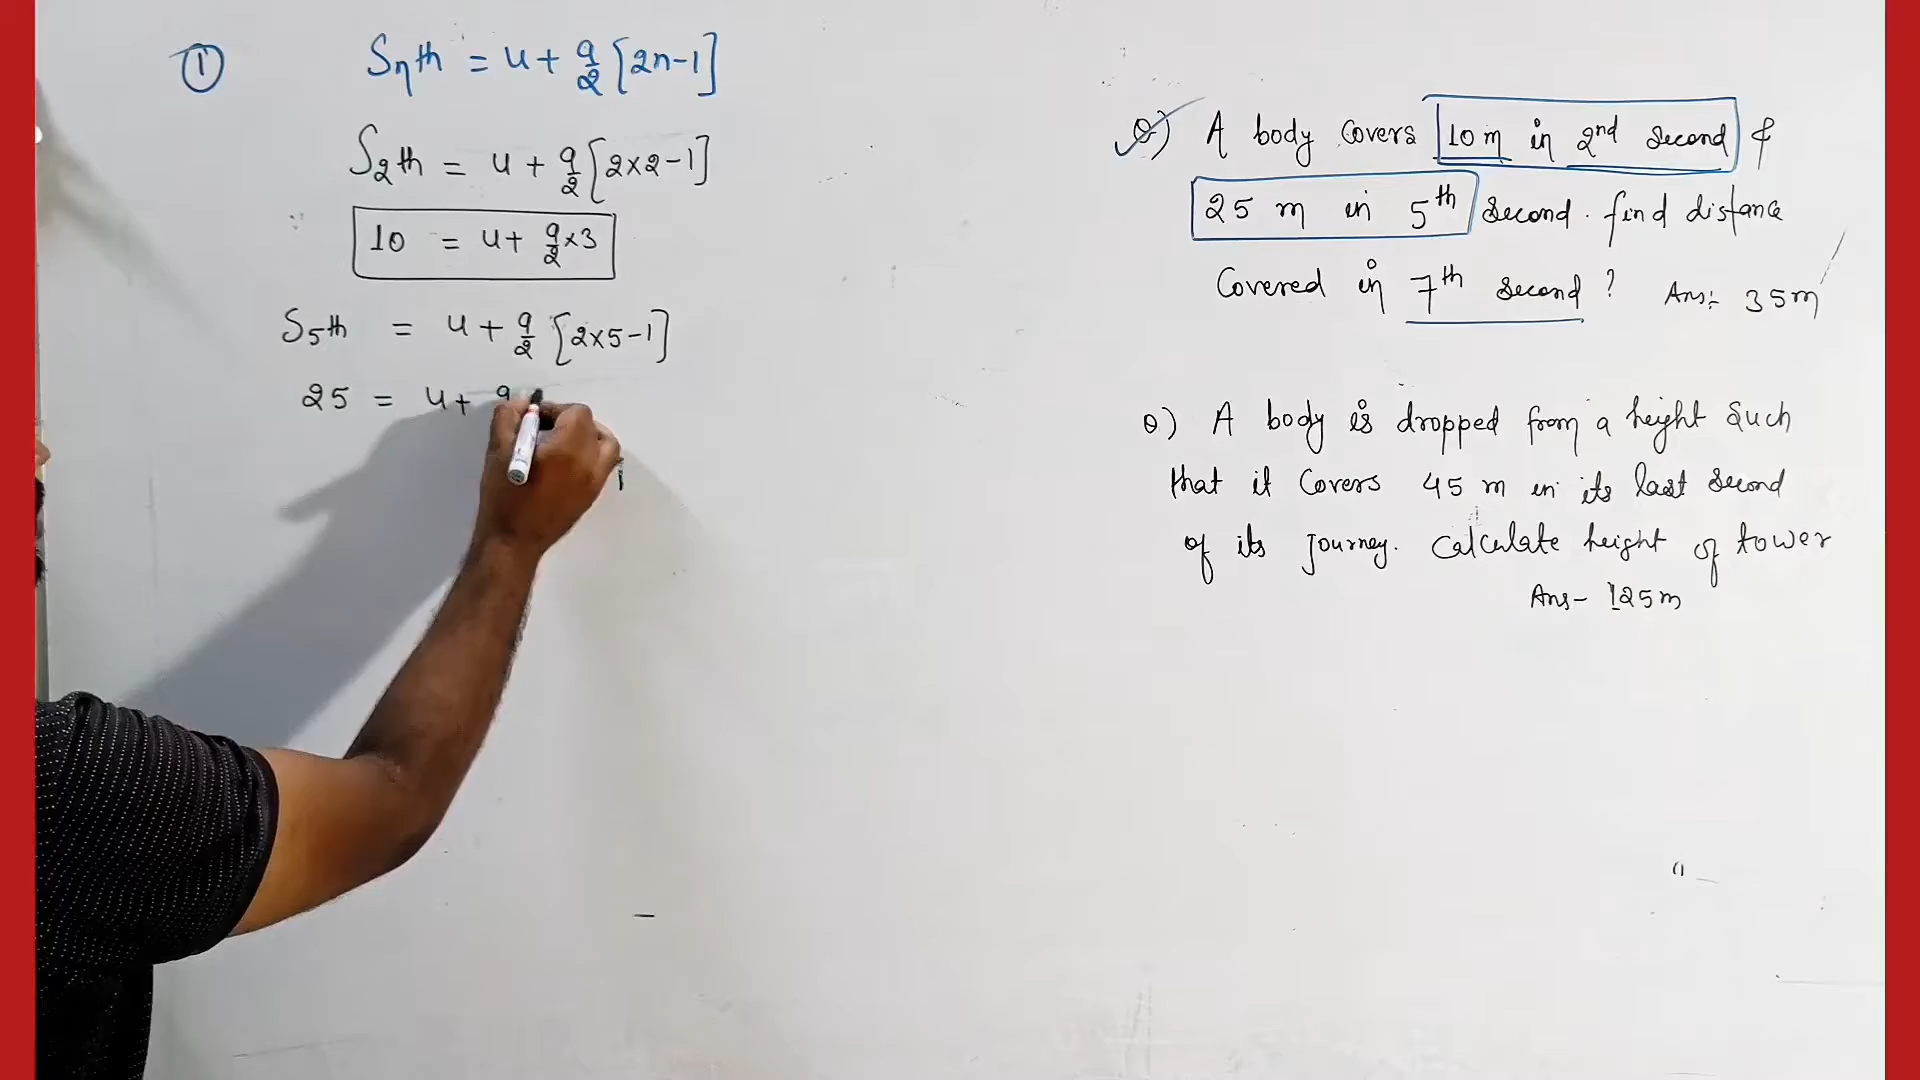 ① Sₙth = u + a/2 [2n-1]
S₂th = u + a/2 [2×2-1]
10 = u + a/2 ×3
S₅th = u + a/2 [2×5-1]
25 = u + a
Q) A body covers 10 m in 2nd second &
25 m in 5th second. find distance
Covered in 7th second? Ans:- 35m
Q) A body is dropped from a height such
that it Covers 45 m in its last second
of its Journey. Calculate height of tower
Ans- 125m